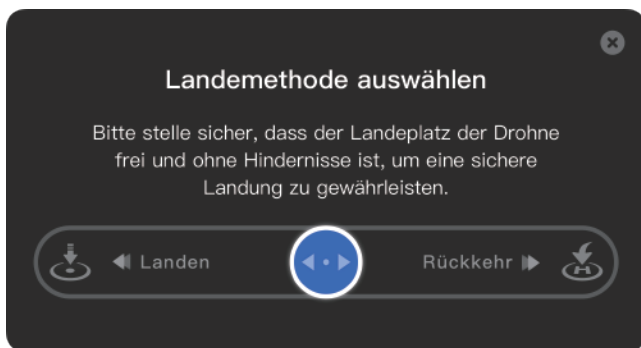 Landemethode auswählen
Bitte stelle sicher, dass der Landeplatz der Drohne
frei und ohne Hindernisse ist, um eine sichere
Landung zu gewährleisten.
Landen Rückkehr